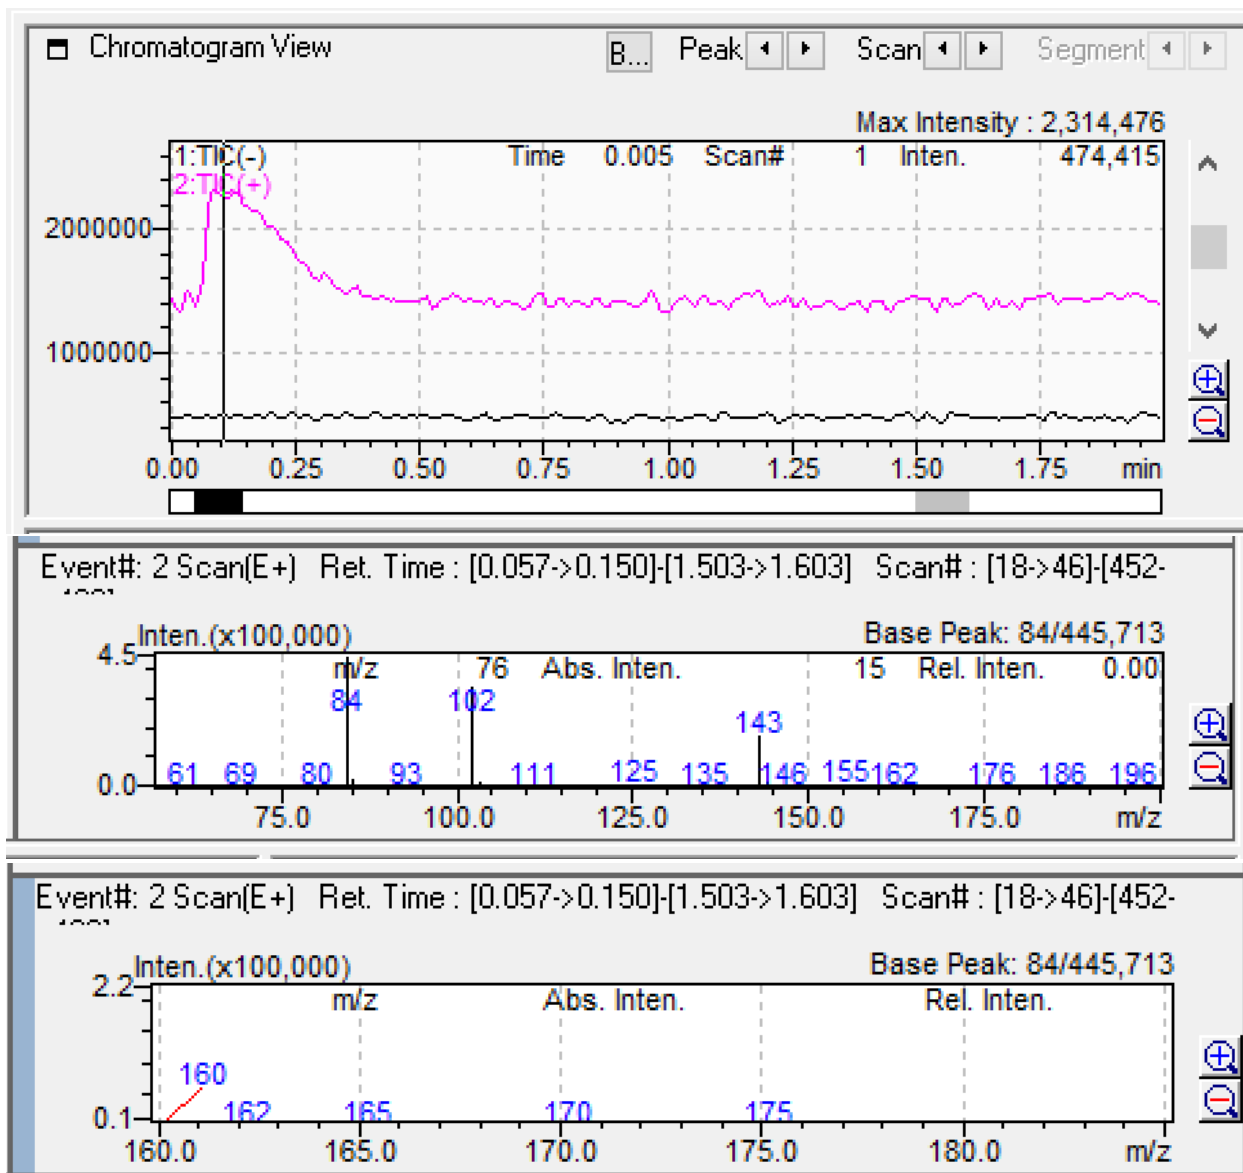 Chromatogram View B... Peak Scan Segment
Max Intensity : 2,314,476
1:TIC(-) Time 0.005 Scan# 1 Inten. 474,415
2:TIC(+)
2000000
1000000
0.00 0.25 0.50 0.75 1.00 1.25 1.50 1.75 min
Event#: 2 Scan(E+) Ret. Time : [0.057->0.150]-[1.503->1.603] Scan# : [18->46]-[452-
Inten.(x100,000) Base Peak: 84/445,713
4.5 m/z 76 Abs. Inten. 15 Rel. Inten. 0.00
84 102
143
61 69 80 93 111 125 135 146 155 162 176 186 196
0.0
75.0 100.0 125.0 150.0 175.0 m/z
Event#: 2 Scan(E+) Ret. Time : [0.057->0.150]-[1.503->1.603] Scan# : [18->46]-[452-
Inten.(x100,000) Base Peak: 84/445,713
2.2 m/z Abs. Inten. Rel. Inten.
160
162 165 170 175
0.1
160.0 165.0 170.0 175.0 180.0 m/z